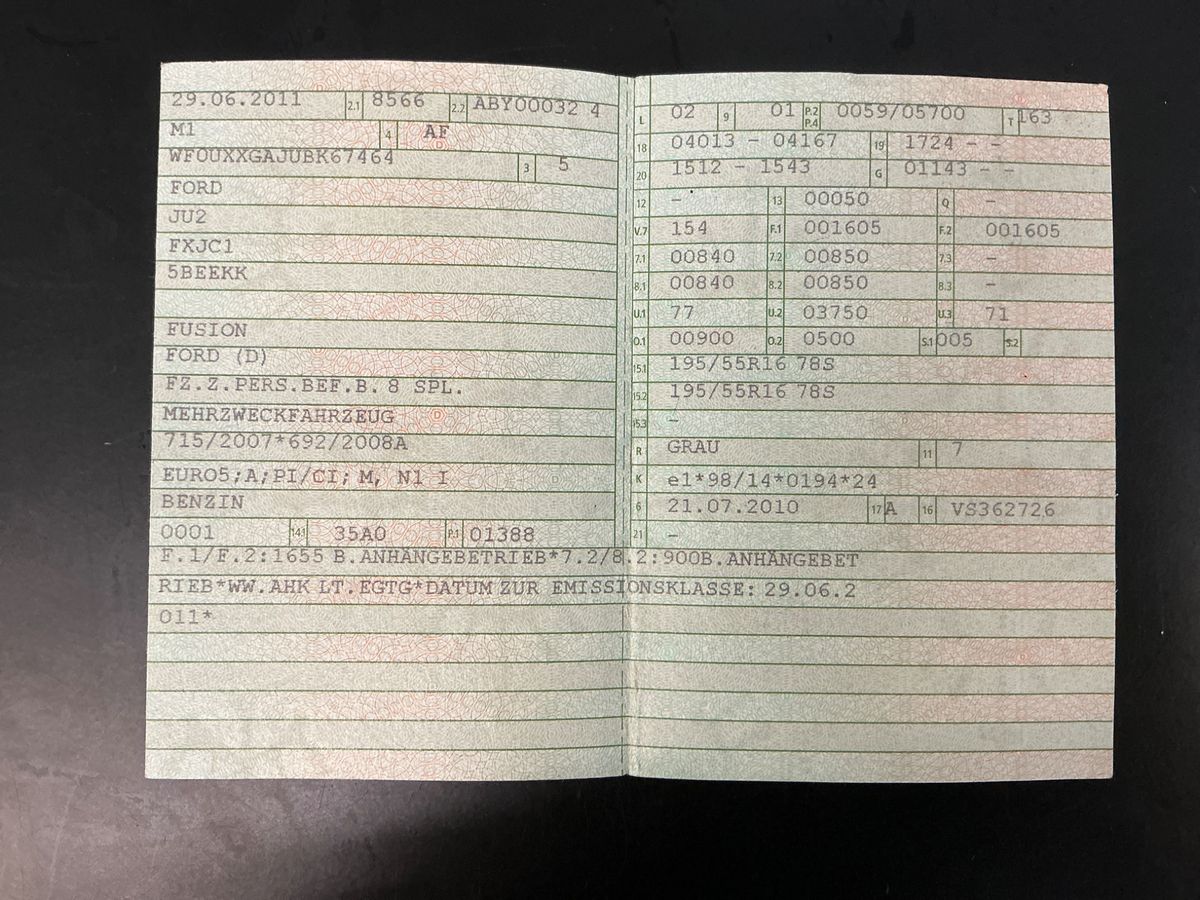 29.06.2011 2.1 8566 2.2 ABY00032 4
M1 4 AF
WF0UXXGAJUBK67464 3 5
FORD
JU2
FXJC1
5BEEKK
FUSION
FORD (D)
FZ.Z.PERS.BEF.B. 8 SPL.
MEHRZWECKFAHRZEUG
715/2007*692/2008A
EURO5;A;PI/CI; M, N1 I
BENZIN
0001 14.1 35A0 P.1 01388
L 02 9 01 P.2 P.4 0059/05700 T 163
18 04013 - 04167 19 1724 - -
20 1512 - 1543 G 01143 - -
12 - 13 00050 Q -
V.7 154 F.1 001605 F.2 001605
7.1 00840 7.2 00850 7.3 -
8.1 00840 8.2 00850 8.3 -
U.1 77 U.2 03750 U.3 71
O.1 00900 O.2 0500 S.1 005 S.2
15.1 195/55R16 78S
15.2 195/55R16 78S
15.3 -
R GRAU 11 7
K e1*98/14*0194*24
6 21.07.2010 17 A 16 VS362726
21 -
F.1/F.2:1655 B.ANHÄNGEBETRIEB*7.2/8.2:900B.ANHÄNGEBET
RIEB*WW.AHK LT.EGTG*DATUM ZUR EMISSIONSKLASSE: 29.06.2
011*